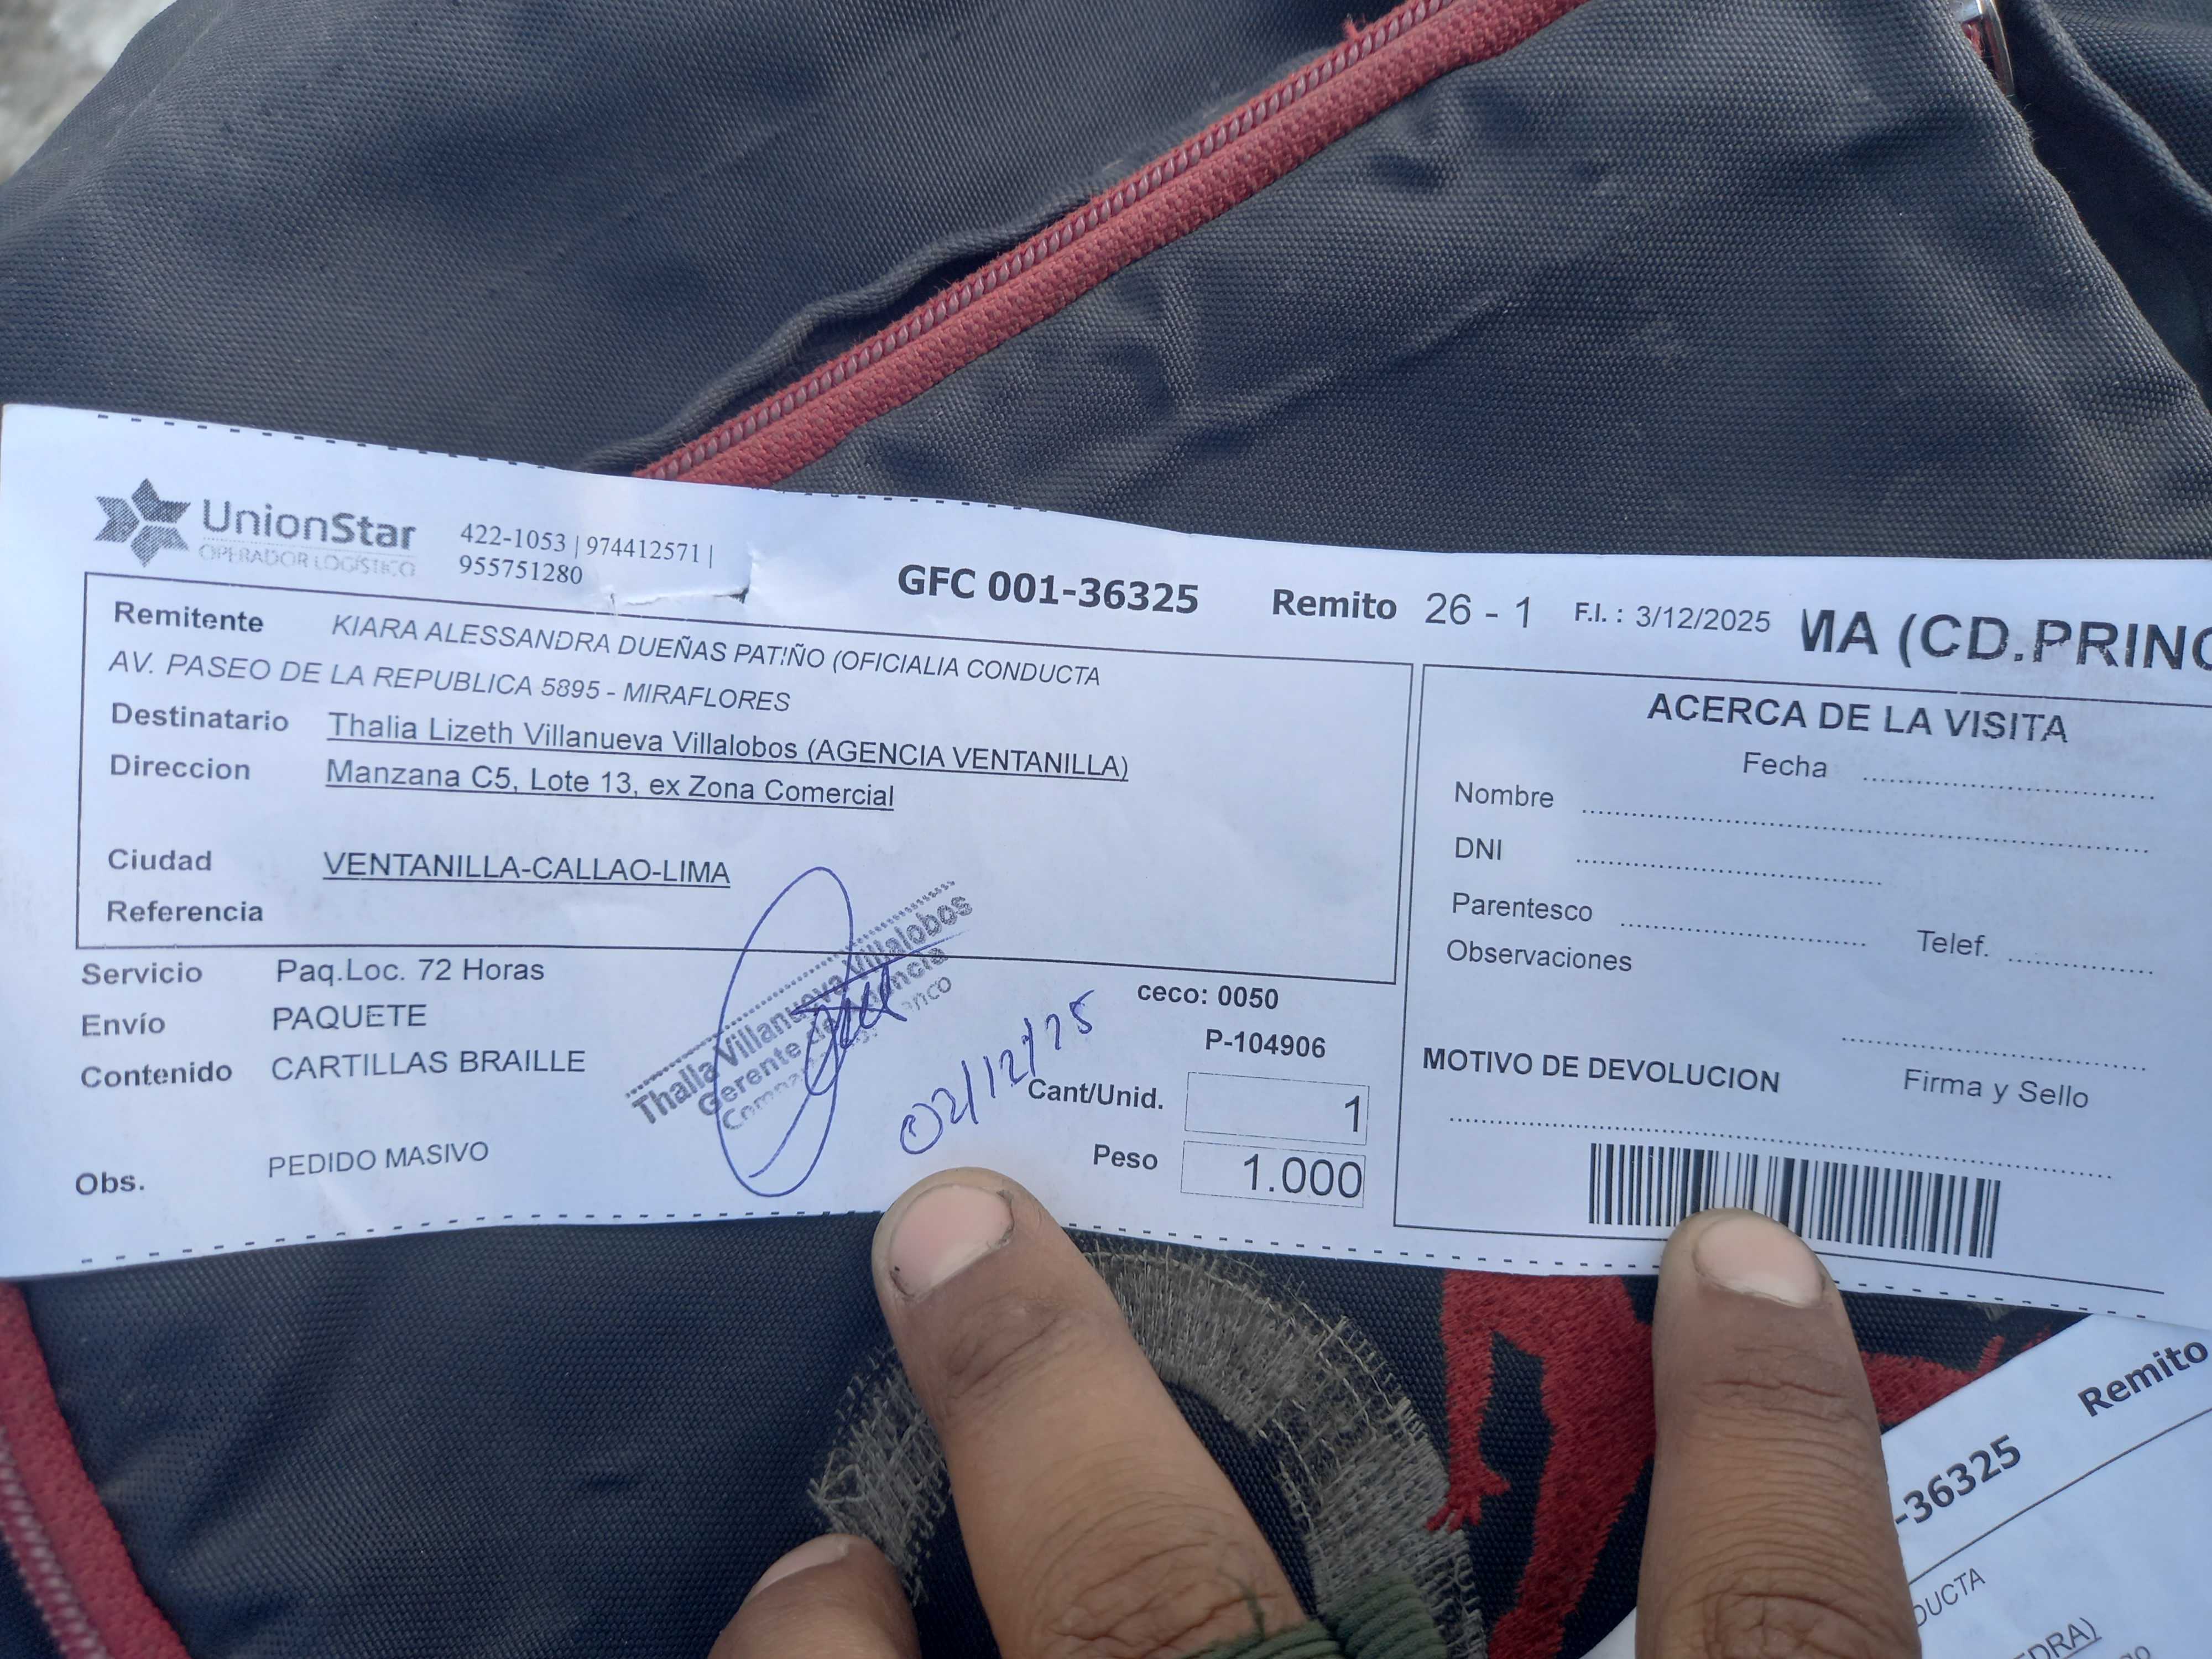 UnionStar
OPERADOR LOGÍSTICO
422-1053 | 974412571 |
955751280
GFC 001-36325 Remito 26 - 1 F.I. : 3/12/2025 MA (CD.PRINC
Remitente KIARA ALESSANDRA DUEÑAS PATIÑO (OFICIALIA CONDUCTA
AV. PASEO DE LA REPUBLICA 5895 - MIRAFLORES
Destinatario Thalia Lizeth Villanueva Villalobos (AGENCIA VENTANILLA)
Direccion Manzana C5, Lote 13, ex Zona Comercial
Ciudad VENTANILLA-CALLAO-LIMA
Referencia
Servicio Paq.Loc. 72 Horas
Envío PAQUETE
Contenido CARTILLAS BRAILLE
Obs. PEDIDO MASIVO
Thalia Villanueva Villalobos
Gerente de Agencia
02/12/25
ceco: 0050
P-104906
Cant/Unid. 1
Peso 1.000
ACERCA DE LA VISITA
Fecha
Nombre
DNI
Parentesco Telef.
Observaciones
MOTIVO DE DEVOLUCION
Firma y Sello
Remito
-36325
DUCTA
DRA)